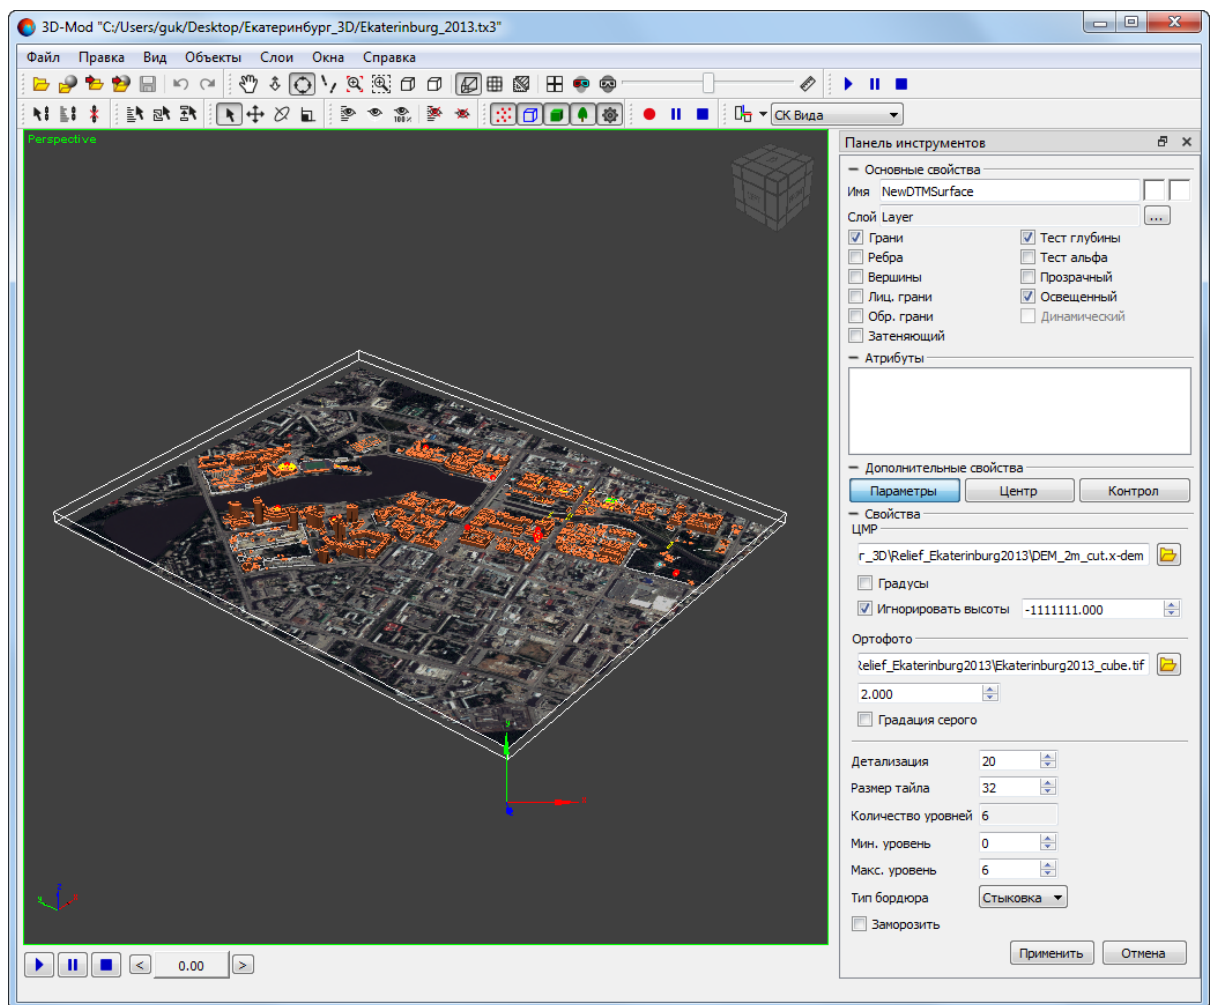 3D-Mod "C:/Users/guk/Desktop/Екатеринбург_3D/Ekaterinburg_2013.tx3"
Файл Правка Вид Объекты Слои Окна Справка
100%
СК Вида
Perspective
Панель инструментов
Основные свойства
Имя NewDTMSurface
Слой Layer ...
Грани Тест глубины
Ребра Тест альфа
Вершины Прозрачный
Лиц. грани Освещенный
Обр. грани Динамический
Затеняющий
Атрибуты
Дополнительные свойства
Параметры Центр Контрол
Свойства
ЦМР
г_3D\Relief_Ekaterinburg2013\DEM_2m_cut.x-dem
Градусы
Игнорировать высоты -1111111.000
Ортофото
Relief_Ekaterinburg2013\Ekaterinburg2013_cube.tif
2.000
Градация серого
Детализация 20
Размер тайла 32
Количество уровней 6
Мин. уровень 0
Макс. уровень 6
Тип бордюра Стыковка
Заморозить
Применить Отмена
< 0.00 >